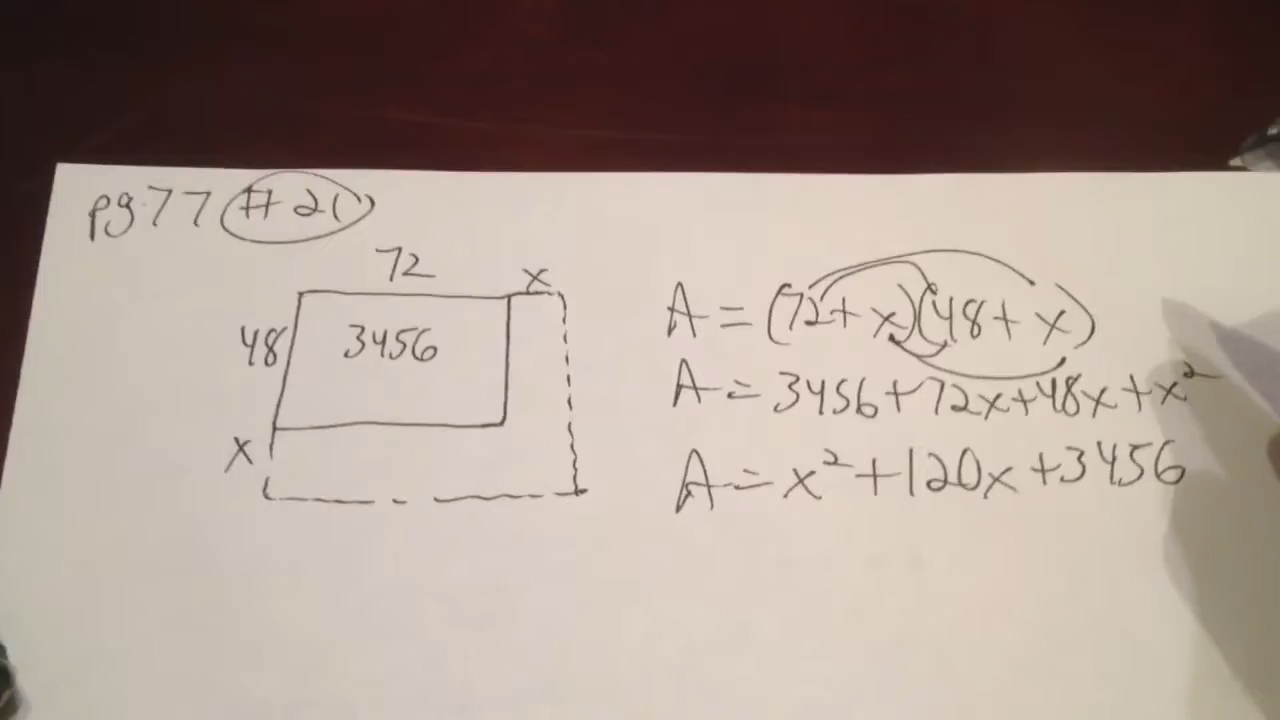 pg.77 #21
72
x
48
3456
x
A = (72+x)(48+x)
A = 3456+72x+48x+x²
A = x²+120x+3456